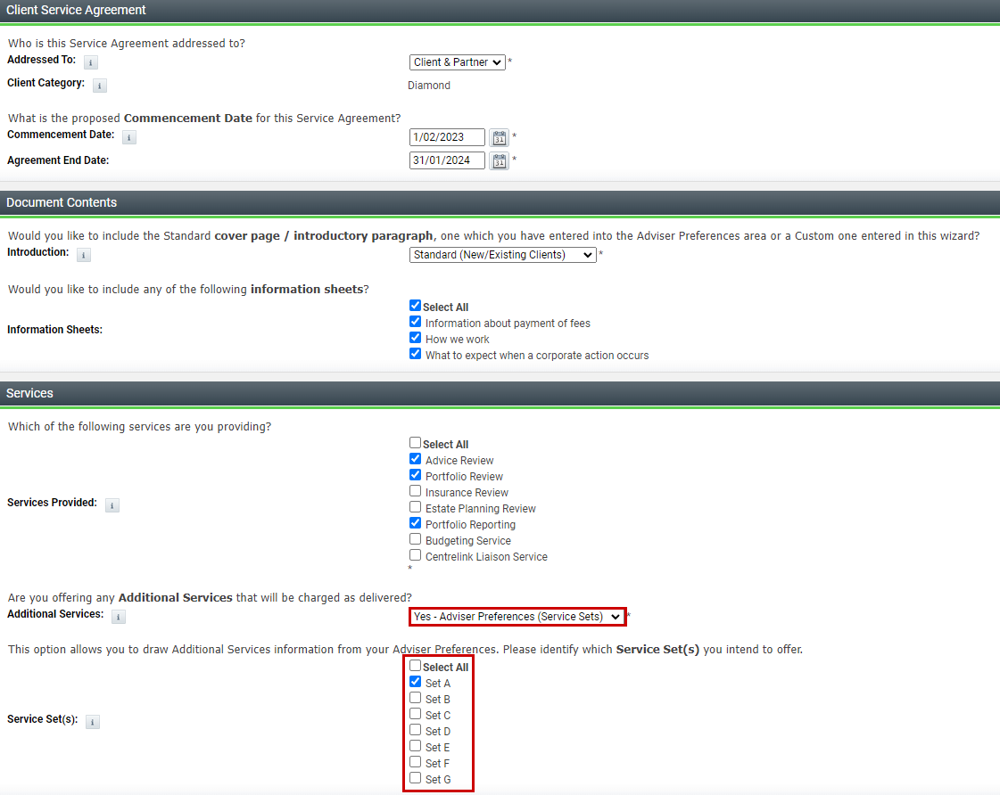 Client Service Agreement
Who is this Service Agreement addressed to?
Addressed To: i Client & Partner *
Client Category: i Diamond
What is the proposed Commencement Date for this Service Agreement?
Commencement Date: i 1/02/2023 31 *
Agreement End Date: 31/01/2024 31 *
Document Contents
Would you like to include the Standard cover page / introductory paragraph, one which you have entered into the Adviser Preferences area or a Custom one entered in this wizard?
Introduction: i Standard (New/Existing Clients) *
Would you like to include any of the following information sheets?
Select All
Information about payment of fees
Information Sheets:
How we work
What to expect when a corporate action occurs
Services
Which of the following services are you providing?
Select All
Advice Review
Portfolio Review
Insurance Review
Services Provided: i
Estate Planning Review
Portfolio Reporting
Budgeting Service
Centrelink Liaison Service
*
Are you offering any Additional Services that will be charged as delivered?
Additional Services: i Yes - Adviser Preferences (Service Sets) *
This option allows you to draw Additional Services information from your Adviser Preferences. Please identify which Service Set(s) you intend to offer.
Select All
Set A
Set B
Set C
Service Set(s): i
Set D
Set E
Set F
Set G